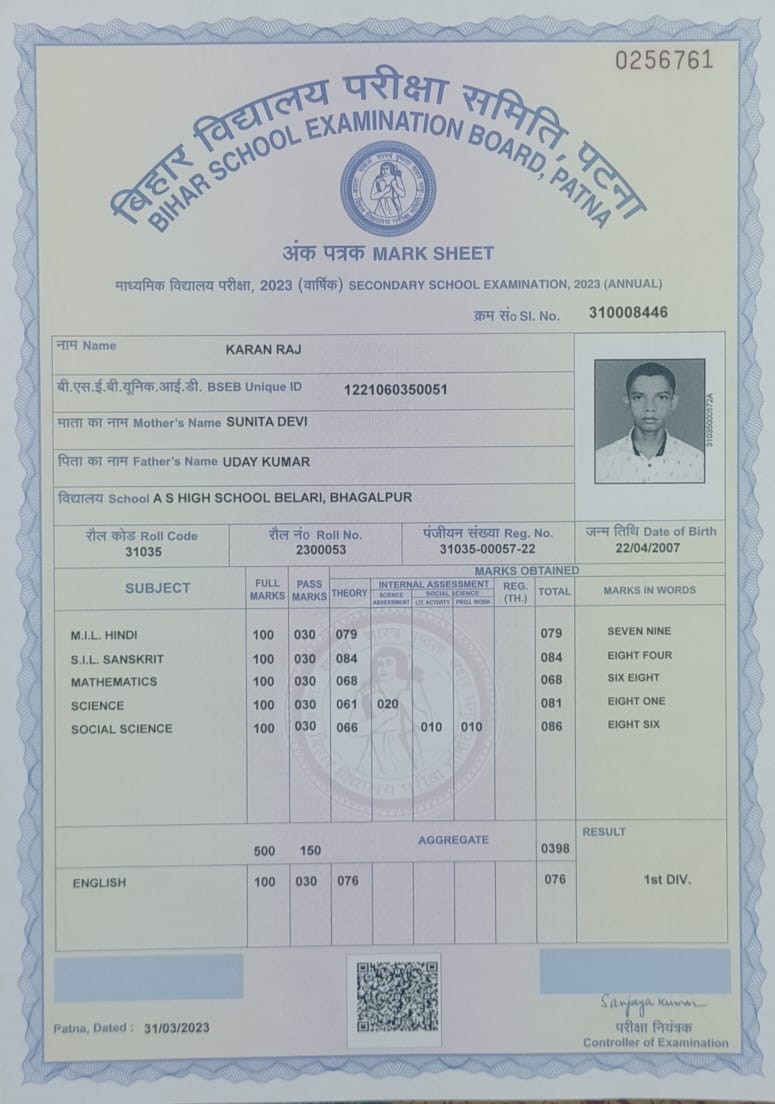 0256761
बिहार विद्यालय परीक्षा समिति, पटना
BIHAR SCHOOL EXAMINATION BOARD, PATNA
अंक पत्रक MARK SHEET
माध्यमिक विद्यालय परीक्षा, 2023 (वार्षिक) SECONDARY SCHOOL EXAMINATION, 2023 (ANNUAL)
क्रम सं० Sl. No. 310008446
नाम Name KARAN RAJ
बी.एस.ई.बी.यूनिक.आई.डी. BSEB Unique ID 1221060350051
माता का नाम Mother's Name SUNITA DEVI
पिता का नाम Father's Name UDAY KUMAR
विद्यालय School A S HIGH SCHOOL BELARI, BHAGALPUR
रौल कोड Roll Code रौल नं० Roll No. पंजीयन संख्या Reg. No. जन्म तिथि Date of Birth
31035 2300053 31035-00057-22 22/04/2007
MARKS OBTAINED
SUBJECT FULL MARKS PASS MARKS THEORY INTERNAL ASSESSMENT REG. (TH.) TOTAL MARKS IN WORDS
SCIENCE ASSESSMENT SOCIAL SCIENCE
LIT. ACTIVITY PROJ. WORK
M.I.L. HINDI 100 030 079 079 SEVEN NINE
S.I.L. SANSKRIT 100 030 084 084 EIGHT FOUR
MATHEMATICS 100 030 068 068 SIX EIGHT
SCIENCE 100 030 061 020 081 EIGHT ONE
SOCIAL SCIENCE 100 030 066 010 010 086 EIGHT SIX
500 150 AGGREGATE 0398 RESULT
ENGLISH 100 030 076 076 1st DIV.
Sanjaya Kumar
Patna, Dated : 31/03/2023
परीक्षा नियंत्रक
Controller of Examination